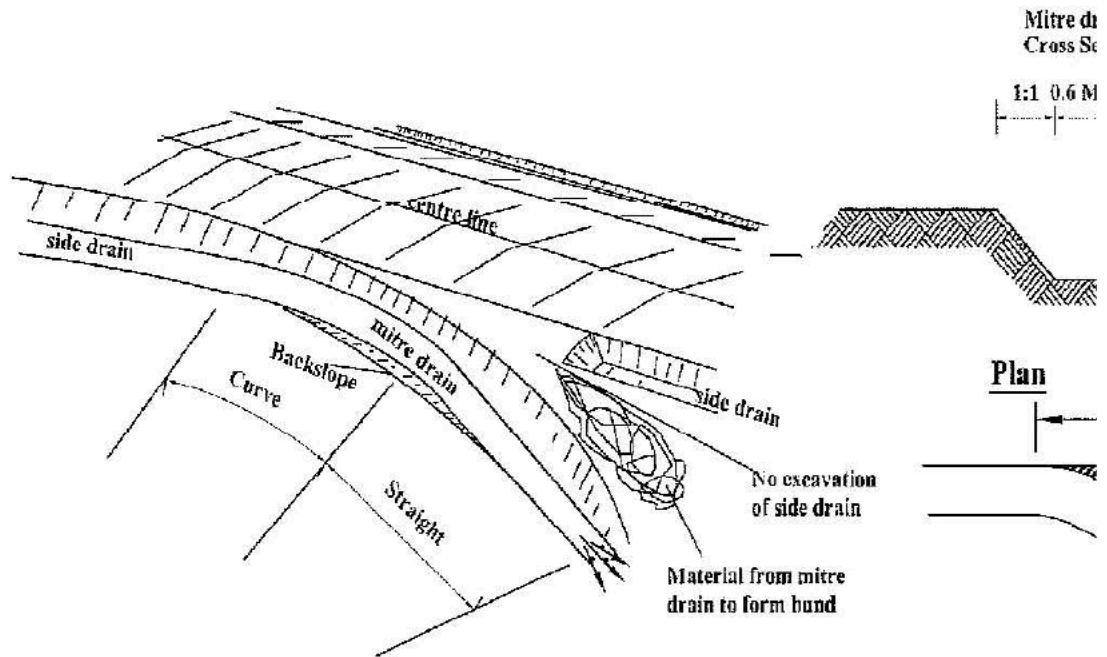 Mitre dr
Cross Se
1:1 0.6 M
centre line
side drain
mitre drain
Backslope
Curve
side drain
Plan
No excavation
of side drain
Straight
Material from mitre
drain to form bund